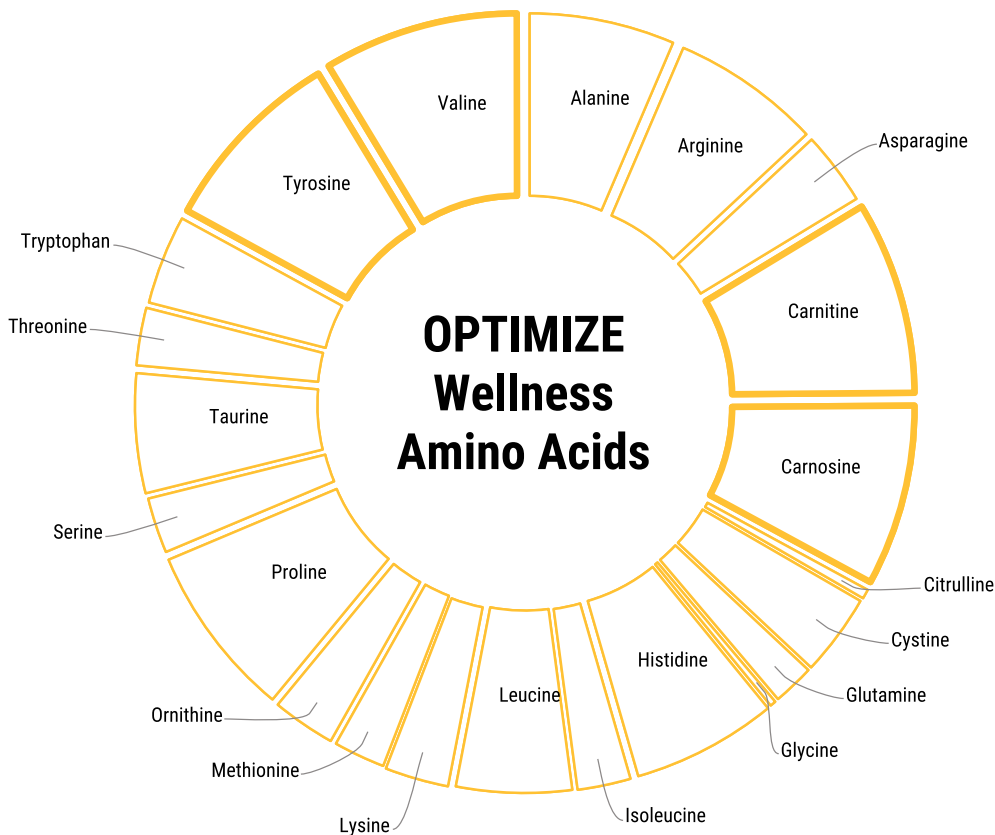 Valine
Alanine
Arginine
Asparagine
Tyrosine
Tryptophan
Carnitine
Threonine
OPTIMIZE
Wellness
Amino Acids
Taurine
Carnosine
Serine
Proline
Citrulline
Cystine
Histidine
Glutamine
Leucine
Ornithine
Glycine
Methionine
Isoleucine
Lysine